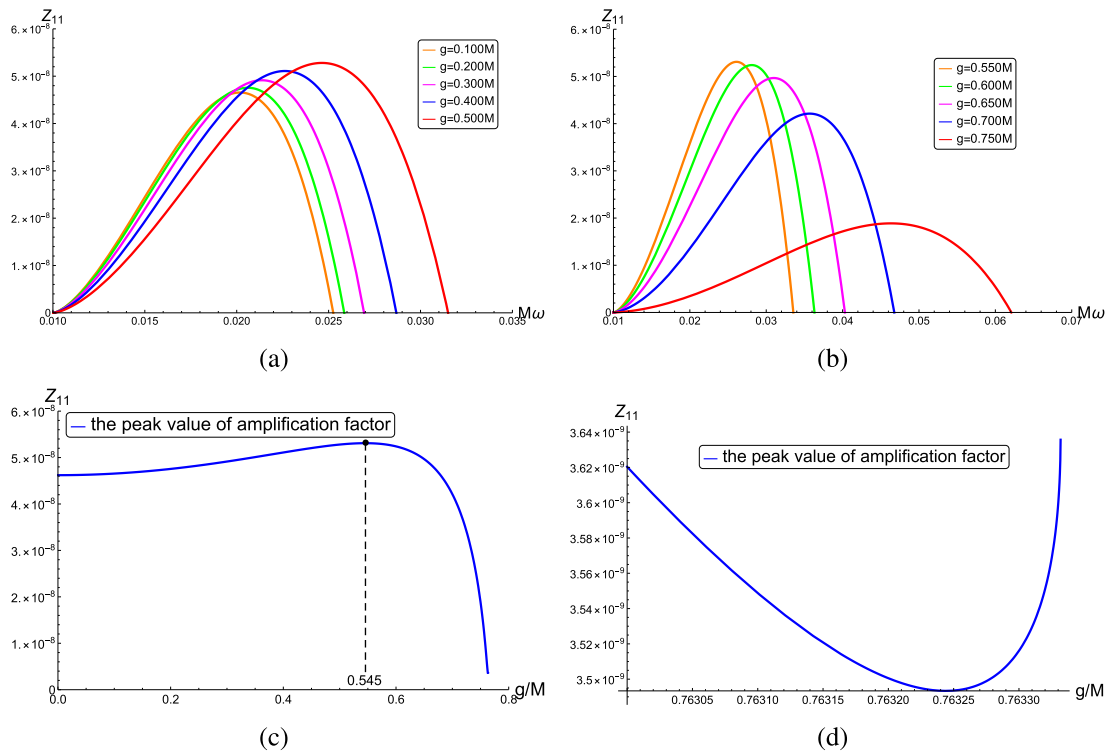 Z11
6.×10-8
5.×10-8
4.×10-8
3.×10-8
2.×10-8
1.×10-8
0
0.010
0.015
0.020
0.025
0.030
0.035
Mω
g=0.100M
g=0.200M
g=0.300M
g=0.400M
g=0.500M
(a)
Z11
6.×10-8
5.×10-8
4.×10-8
3.×10-8
2.×10-8
1.×10-8
0
0.01
0.02
0.03
0.04
0.05
0.06
0.07
Mω
g=0.550M
g=0.600M
g=0.650M
g=0.700M
g=0.750M
(b)
Z11
6.×10-8
5.×10-8
4.×10-8
3.×10-8
2.×10-8
1.×10-8
0
0.0
0.2
0.4
0.545
0.6
0.8
g/M
the peak value of amplification factor
(c)
Z11
3.64×10-9
3.62×10-9
3.6×10-9
3.58×10-9
3.56×10-9
3.54×10-9
3.52×10-9
3.5×10-9
0.76305
0.76310
0.76315
0.76320
0.76325
0.76330
g/M
the peak value of amplification factor
(d)